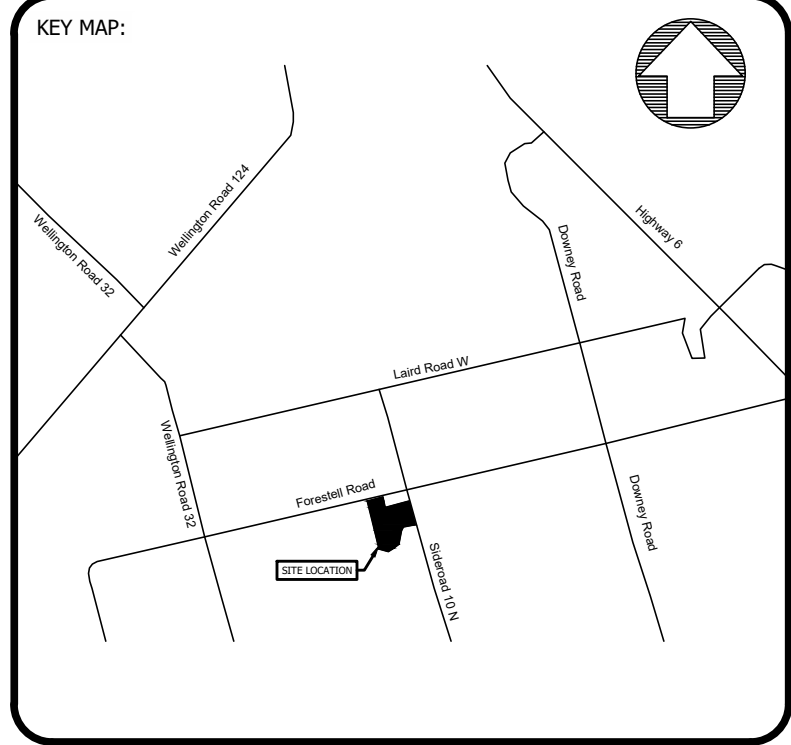 KEY MAP:
Wellington Road 124
Wellington Road 32
Highway 6
Downey Road
Laird Road W
Wellington Road 32
Forestell Road
Downey Road
Sideroad 10 N
SITE LOCATION